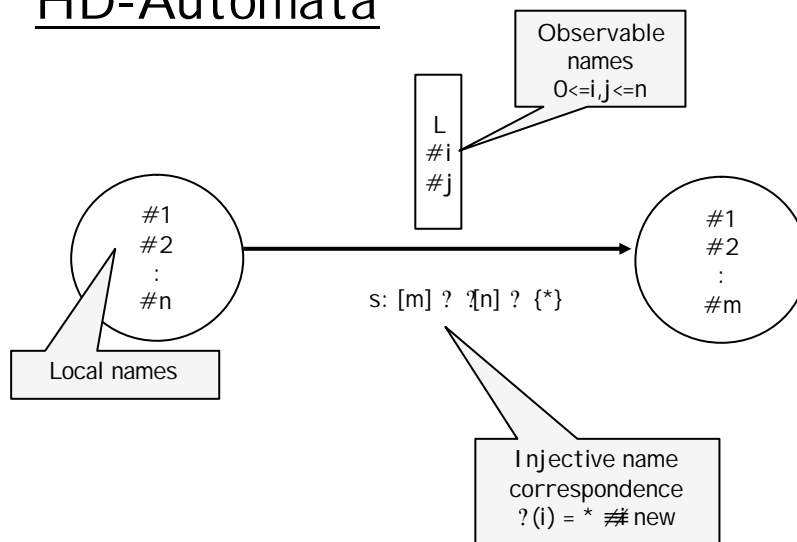 HD-Automata
Observable
names
0<=i,j<=n
L
#i
#j
#1
#2
:
#n
#1
#2
:
#m
s: [m] ? ?[n] ? {*}
Local names
Injective name
correspondence
?(i) = * new